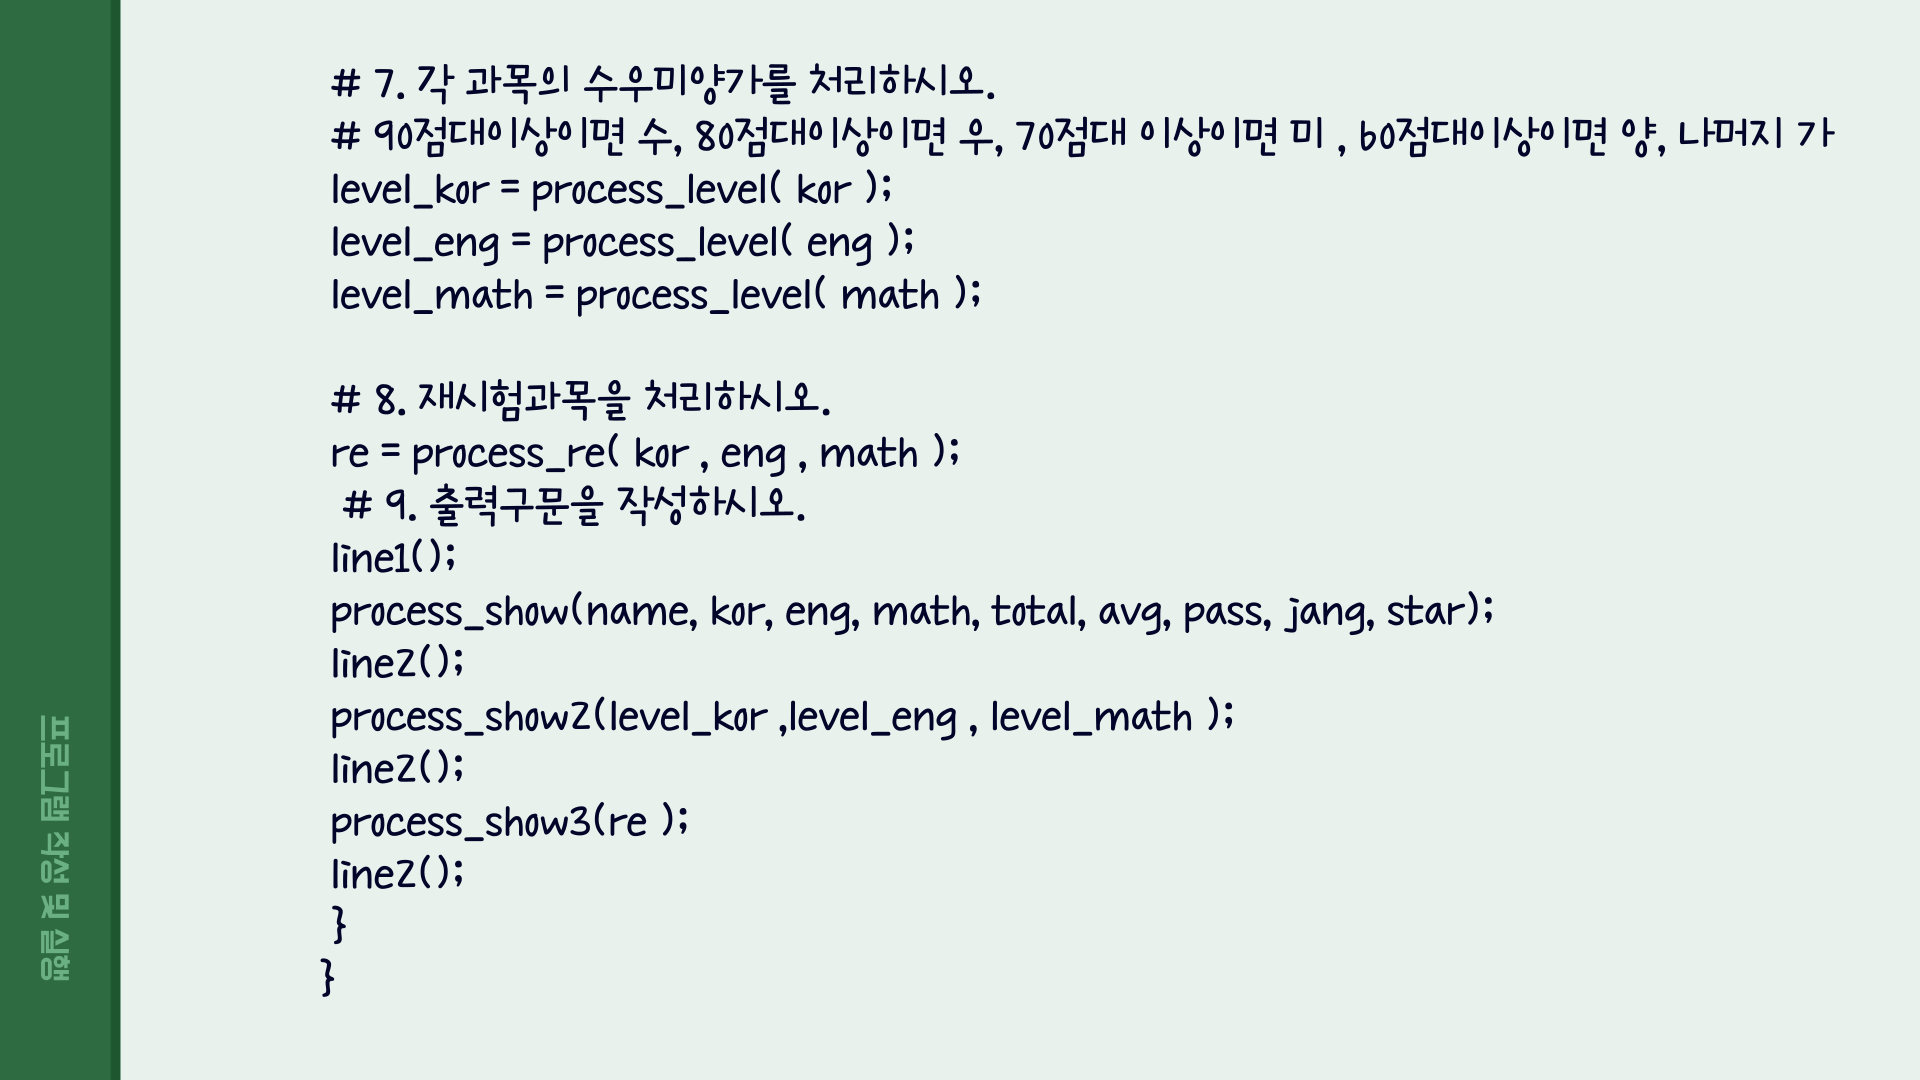 # 7. 각 과목의 수우미양가를 처리하시오.
# 90점대이상이면 수, 80점대이상이면 우, 70점대 이상이면 미 , 60점대이상이면 양, 나머지 가
level_kor = process_level( kor );
level_eng = process_level( eng );
level_math = process_level( math );
# 8. 재시험과목을 처리하시오.
re = process_re( kor , eng , math );
# 9. 출력구문을 작성하시오.
line1();
process_show(name, kor, eng, math, total, avg, pass, jang, star);
line2();
process_show2(level_kor ,level_eng , level_math );
line2();
process_show3(re );
line2();
}
}
프로그램 작성 및 실행